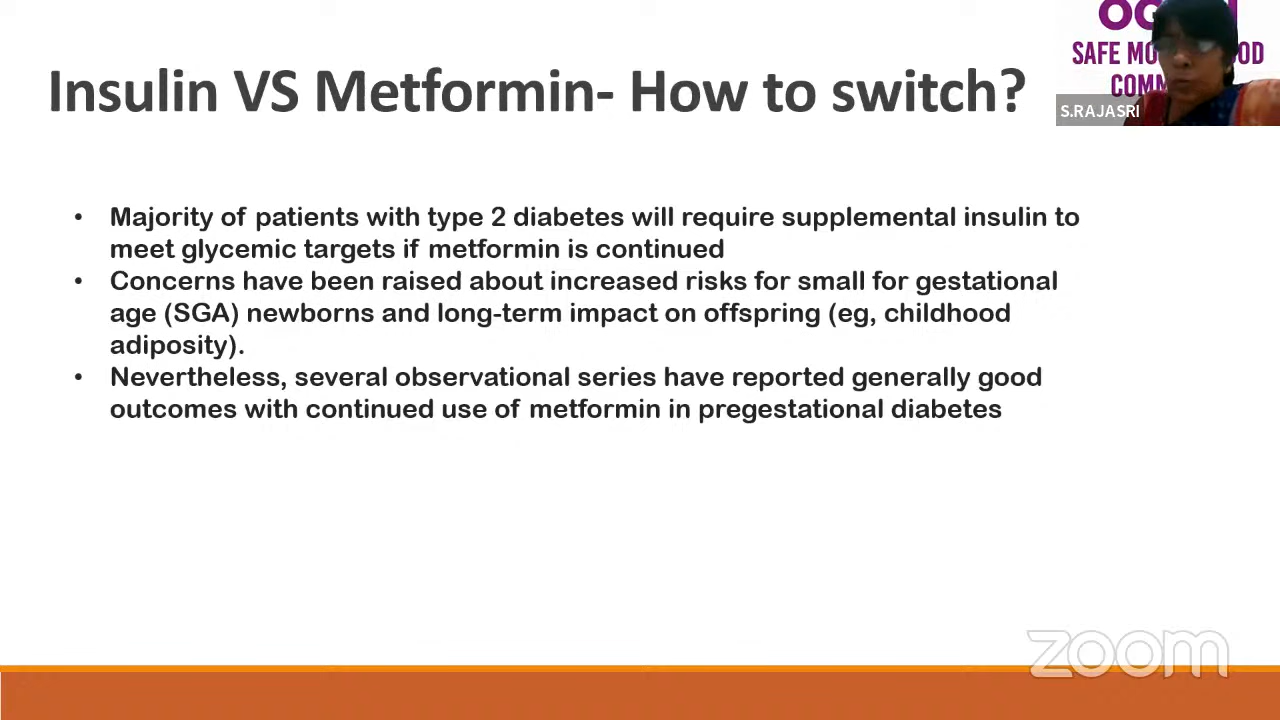 Insulin VS Metformin- How to switch?
SAFE
S.RAJASRI
• Majority of patients with type 2 diabetes will require supplemental insulin to
meet glycemic targets if metformin is continued
• Concerns have been raised about increased risks for small for gestational
age (SGA) newborns and long-term impact on offspring (eg, childhood
adiposity).
• Nevertheless, several observational series have reported generally good
outcomes with continued use of metformin in pregestational diabetes
zoom